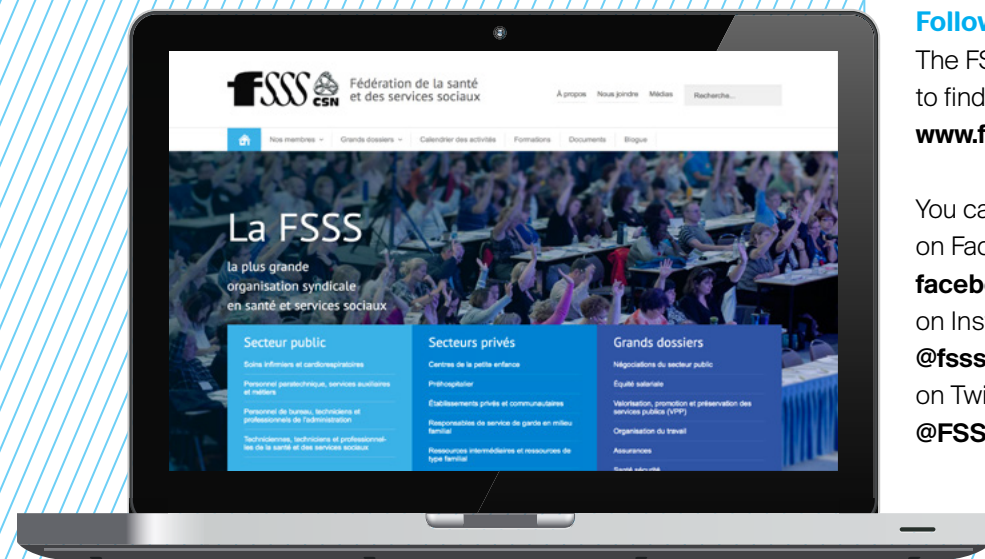 fSSS CSN
Fédération de la santé
et des services sociaux
À propos Nous joindre Médias Recherche...
Nos membres Grands dossiers Calendrier des activités Formations Documents Blogue
La FSSS
la plus grande
organisation syndicale
en santé et services sociaux
Secteur public
Soins infirmiers et cardiorespiratoires
Personnel paratechnique, services auxiliaires
et métiers
Personnel de bureau, techniciens et
professionnels de l'administration
Techniciennes, techniciens et professionnel-
les de la santé et des services sociaux
Secteurs privés
Centres de la petite enfance
Préhospitalier
Établissements privés et communautaires
Responsables de service de garde en milieu
familial
Ressources intermédiaires et ressources de
type familial
Grands dossiers
Négociations du secteur public
Équité salariale
Valorisation, promotion et préservation des
services publics (VPP)
Organisation du travail
Assurances
Santé sécurité
Follow
The FS
to find
www.f
You ca
on Fac
facebo
on Ins
@fsss
on Twi
@FSS